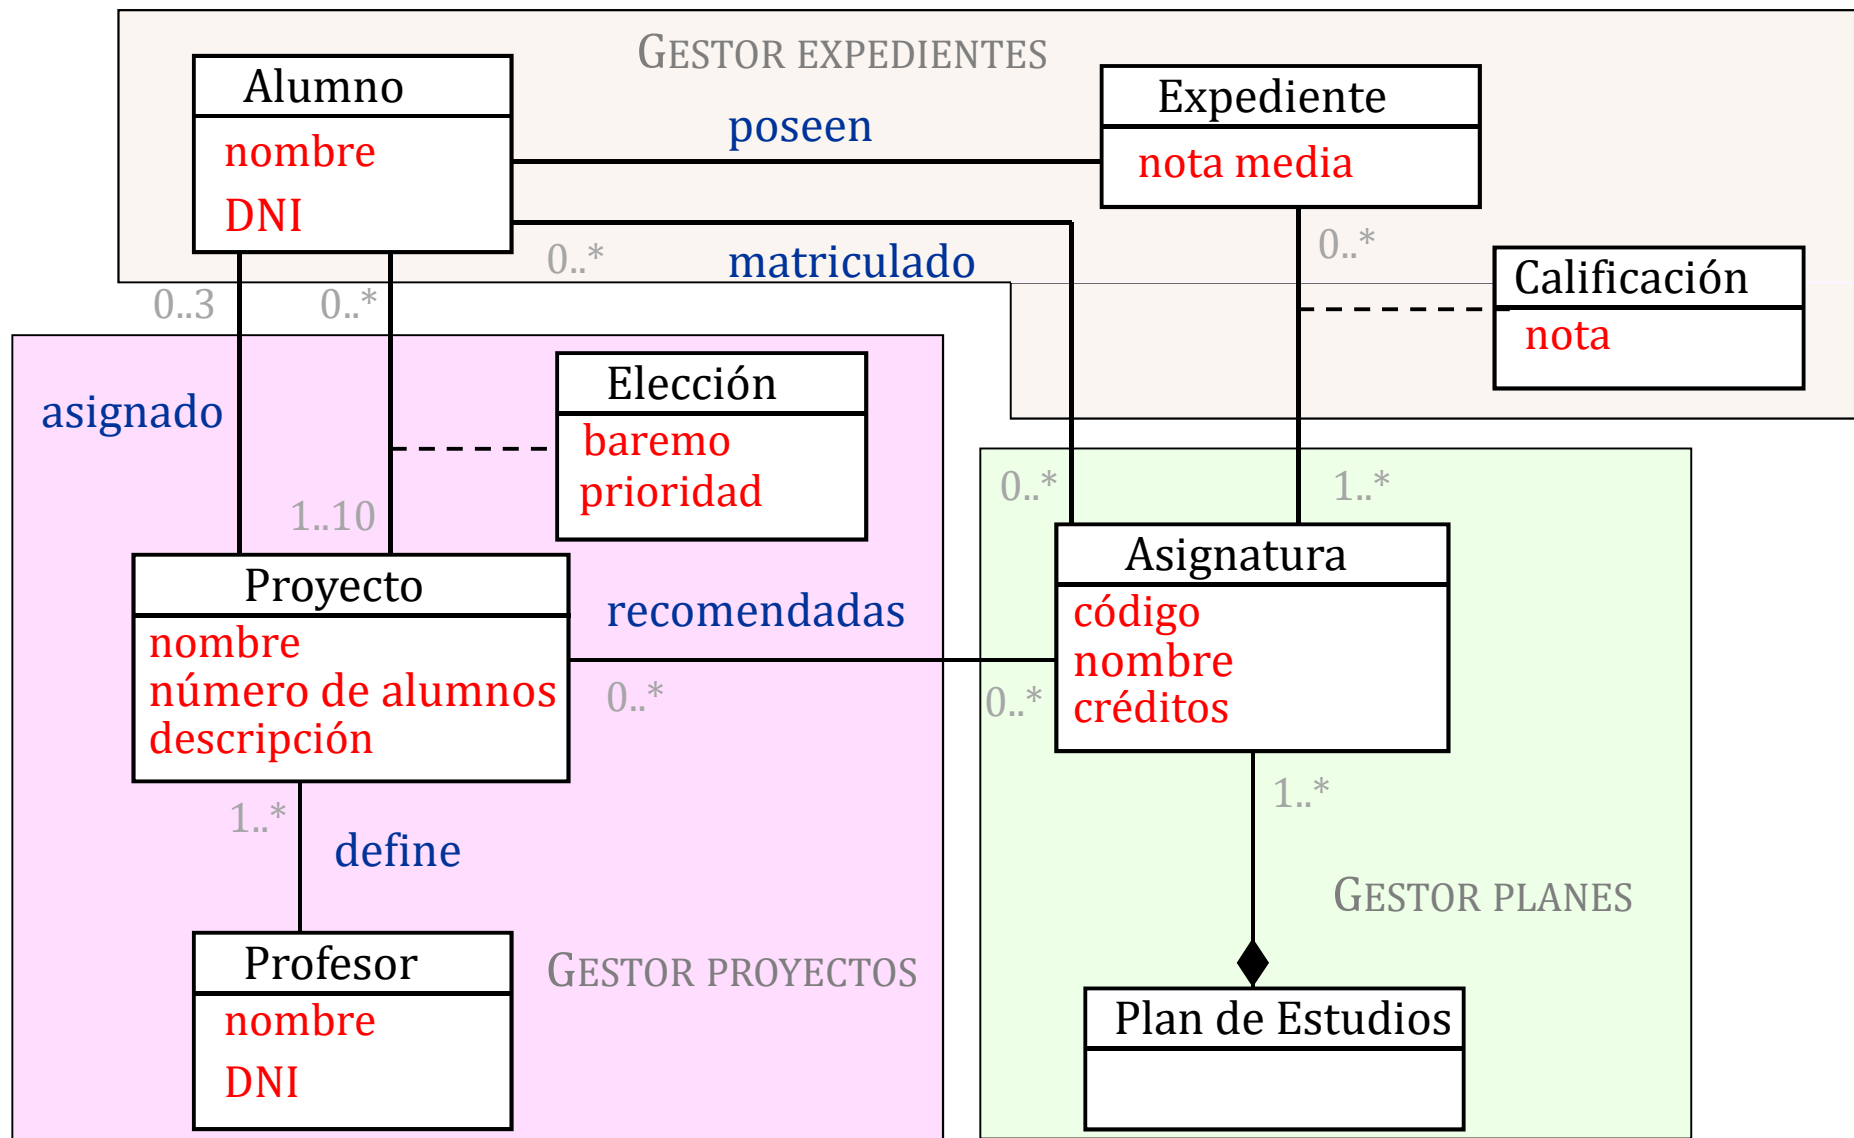 GESTOR EXPEDIENTES
Alumno
nombre
DNI
poseen
Expediente
nota media
0..*
matriculado
0..*
Calificación
nota
0..3
0..*
asignado
Elección
baremo
prioridad
1..10
0..*
1..*
Proyecto
nombre
número de alumnos
descripción
recomendadas
0..*
0..*
Asignatura
código
nombre
créditos
1..*
define
1..*
GESTOR PLANES
Profesor
nombre
DNI
GESTOR PROYECTOS
Plan de Estudios